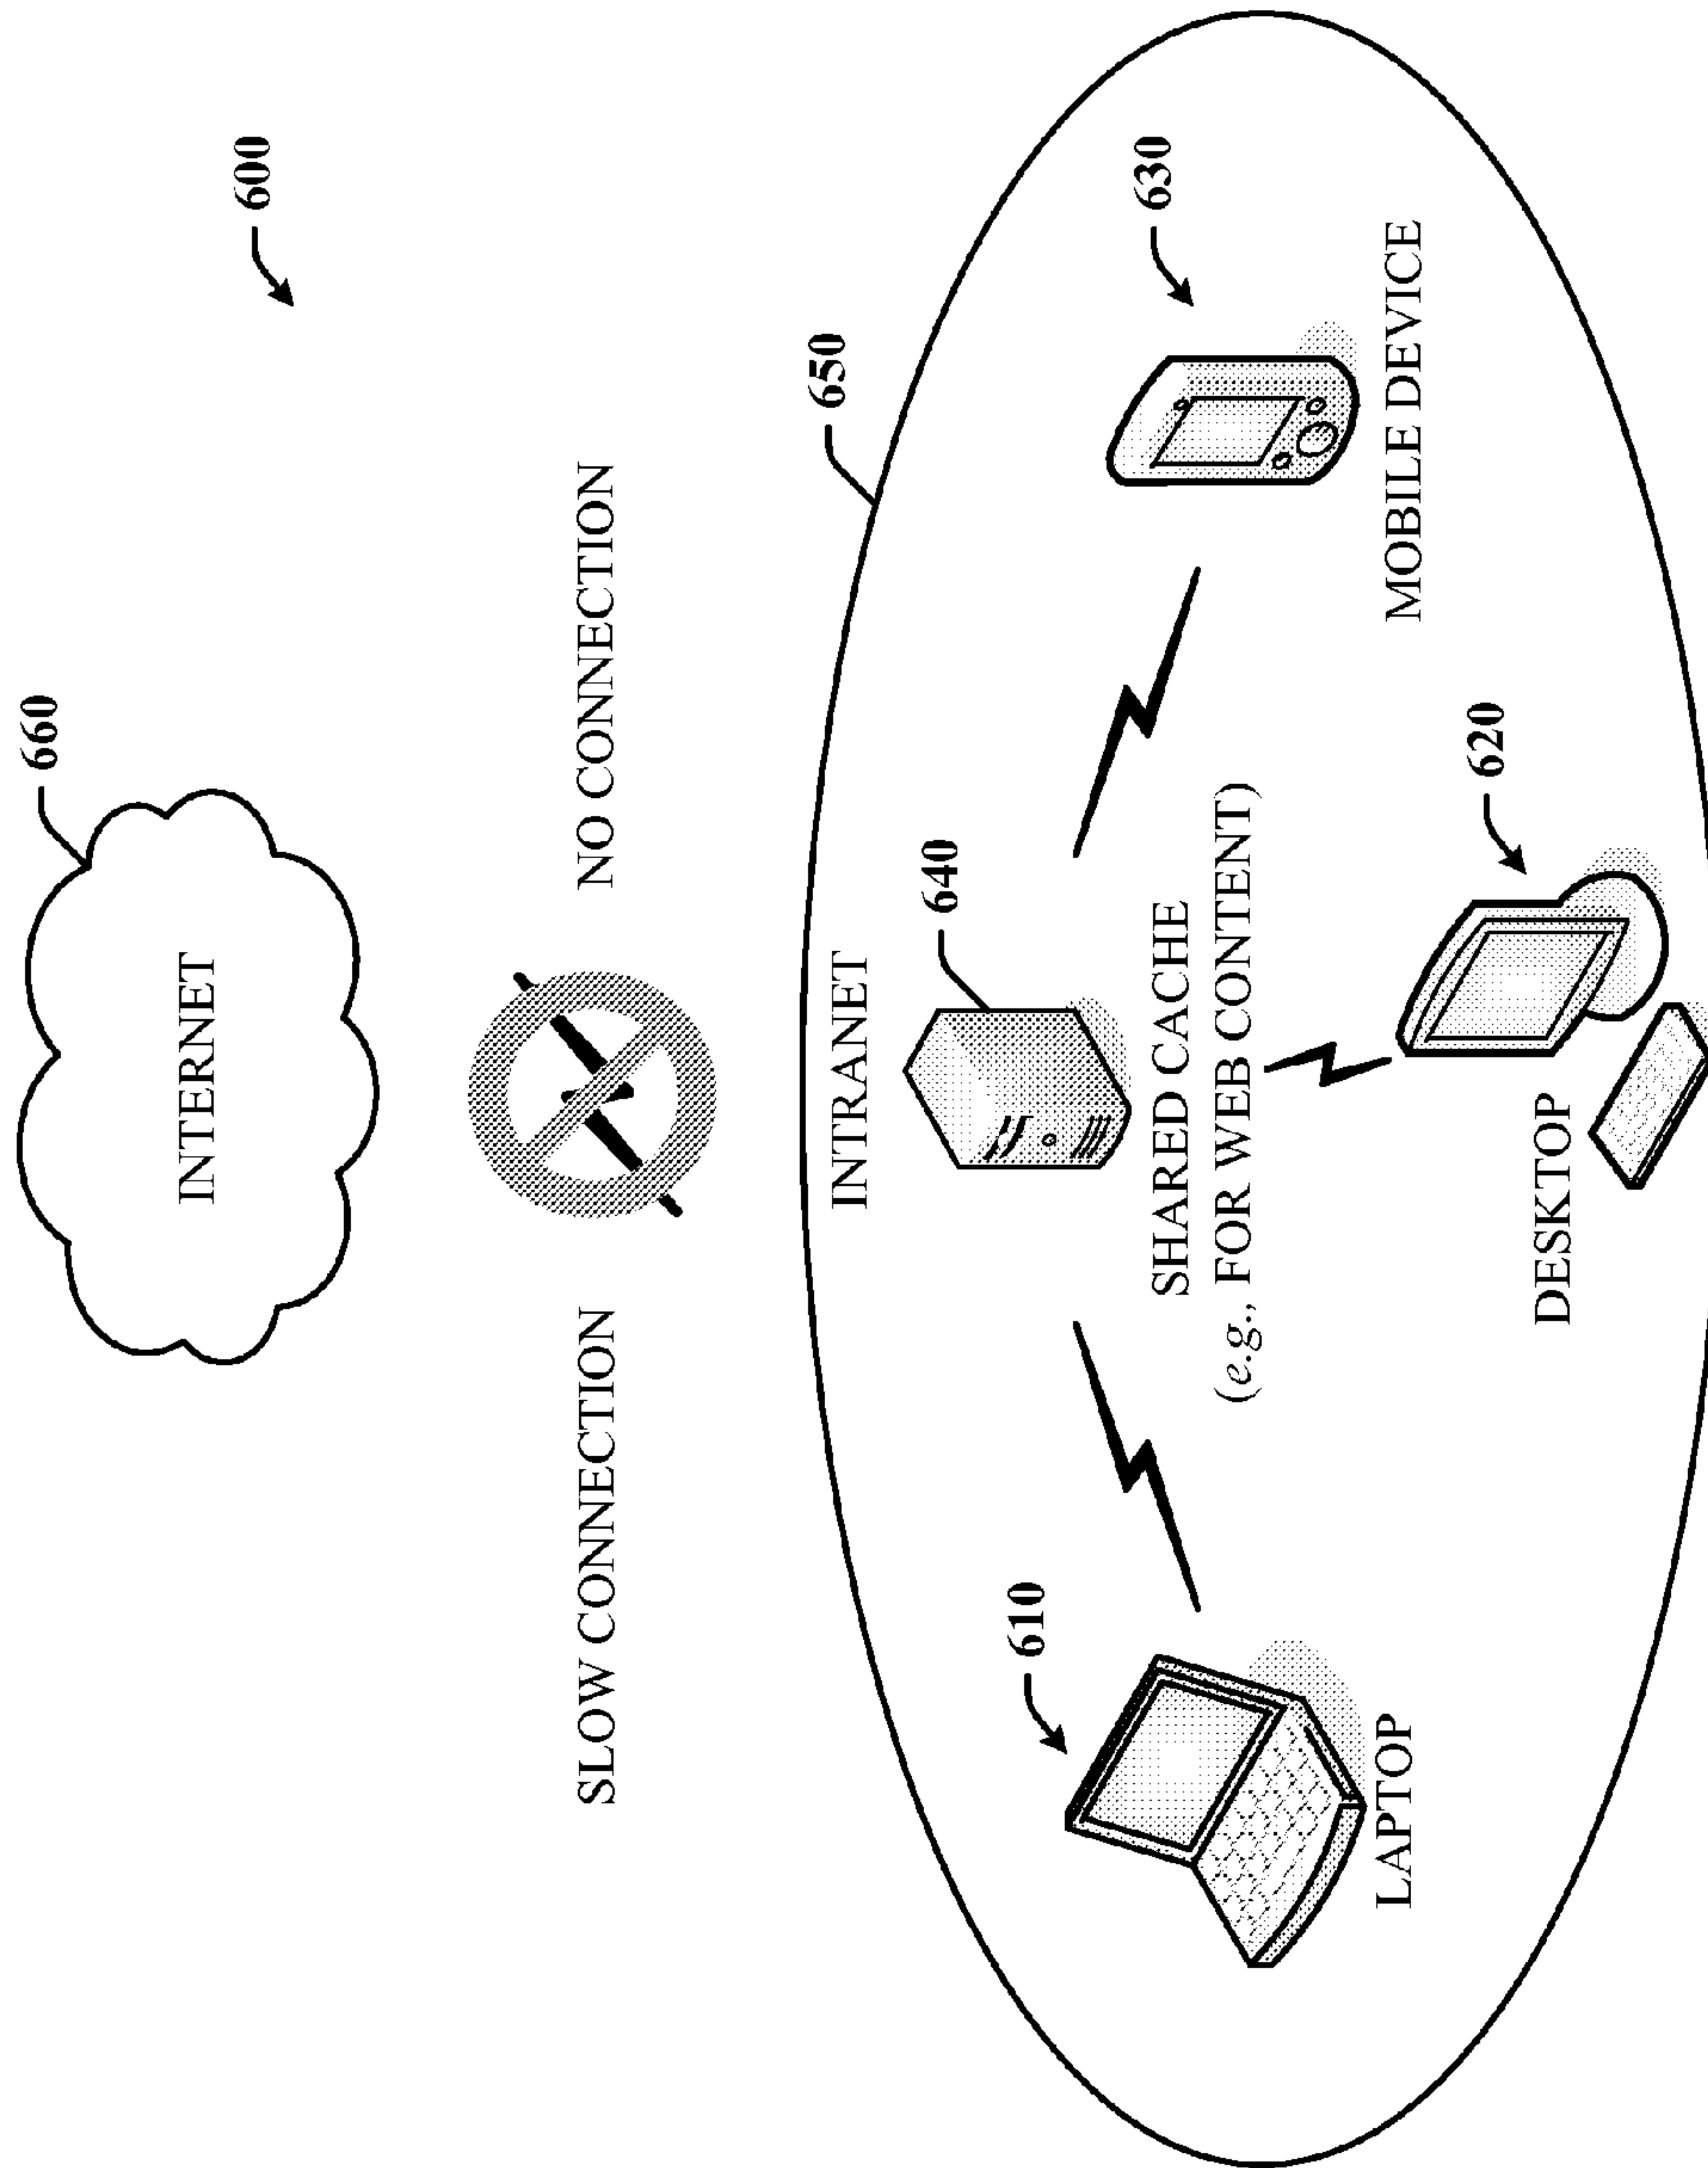 600
660
INTERNET
SLOW CONNECTION
NO CONNECTION
650
INTRANET
640
610
630
SHARED CACHE
(e.g., FOR WEB CONTENT)
LAPTOP
MOBILE DEVICE
620
DESKTOP